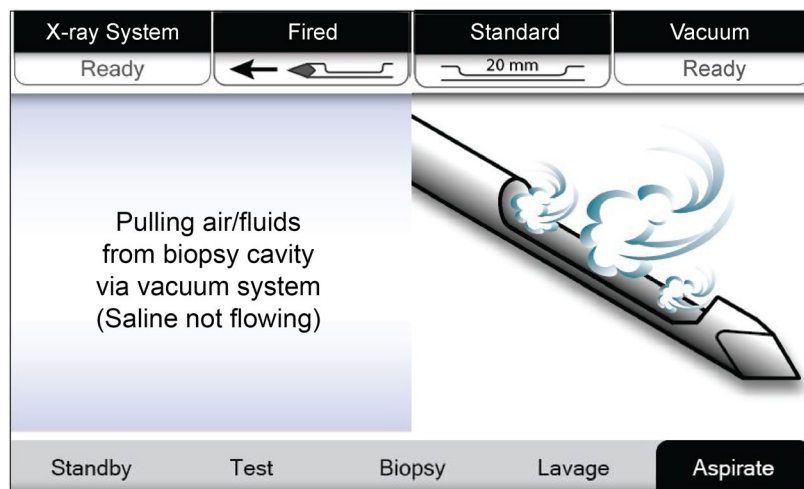 X-ray System Fired Standard Vacuum
Ready 20 mm Ready
Pulling air/fluids
from biopsy cavity
via vacuum system
(Saline not flowing)
Standby Test Biopsy Lavage Aspirate